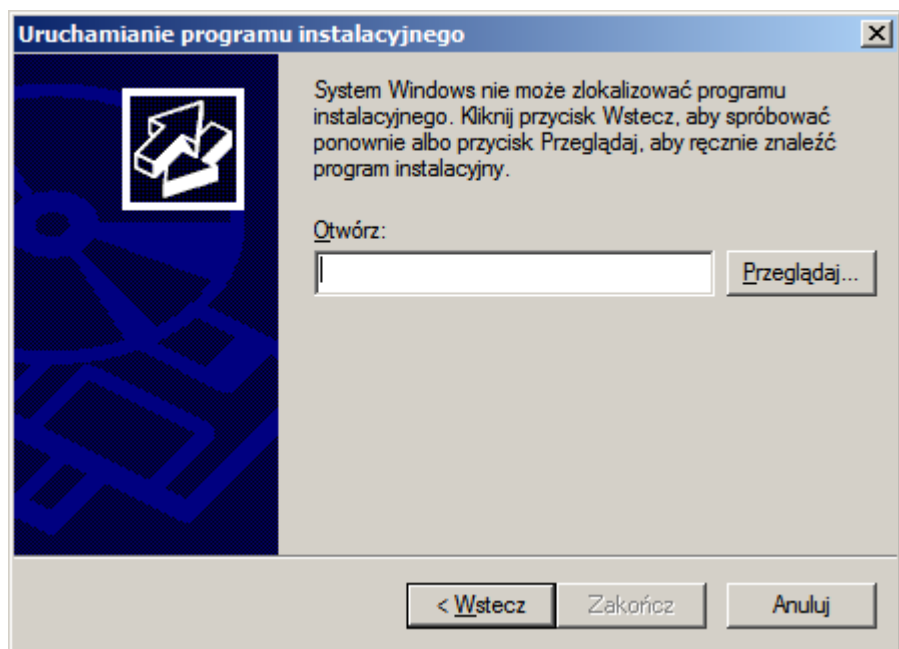 Uruchamianie programu instalacyjnego
System Windows nie może zlokalizować programu
instalacyjnego. Kliknij przycisk Wstecz, aby spróbować
ponownie albo przycisk Przeglądaj, aby ręcznie znaleźć
program instalacyjny.
Otwórz:
Przeglądaj...
< Wstecz Zakończ Anuluj